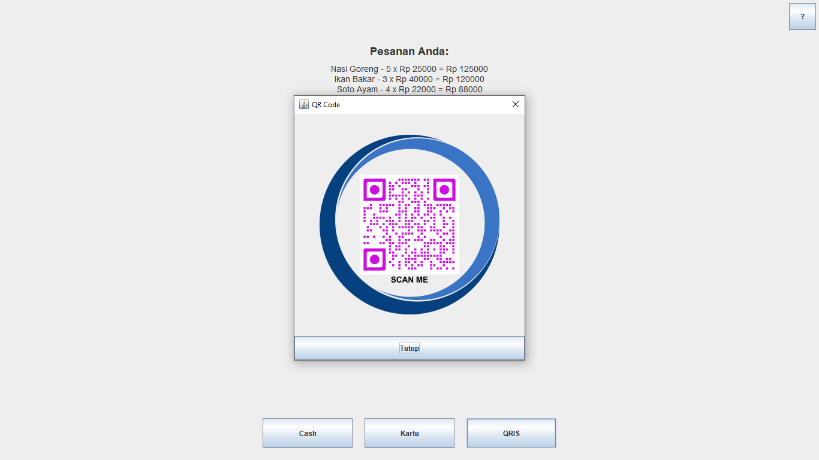 ?
Pesanan Anda:
Nasi Goreng - 5 x Rp 25000 = Rp 125000
Ikan Bakar - 3 x Rp 40000 = Rp 120000
Soto Ayam - 4 x Rp 22000 = Rp 88000
QR Code
SCAN ME
Tutup
Cash
Kartu
QRIS